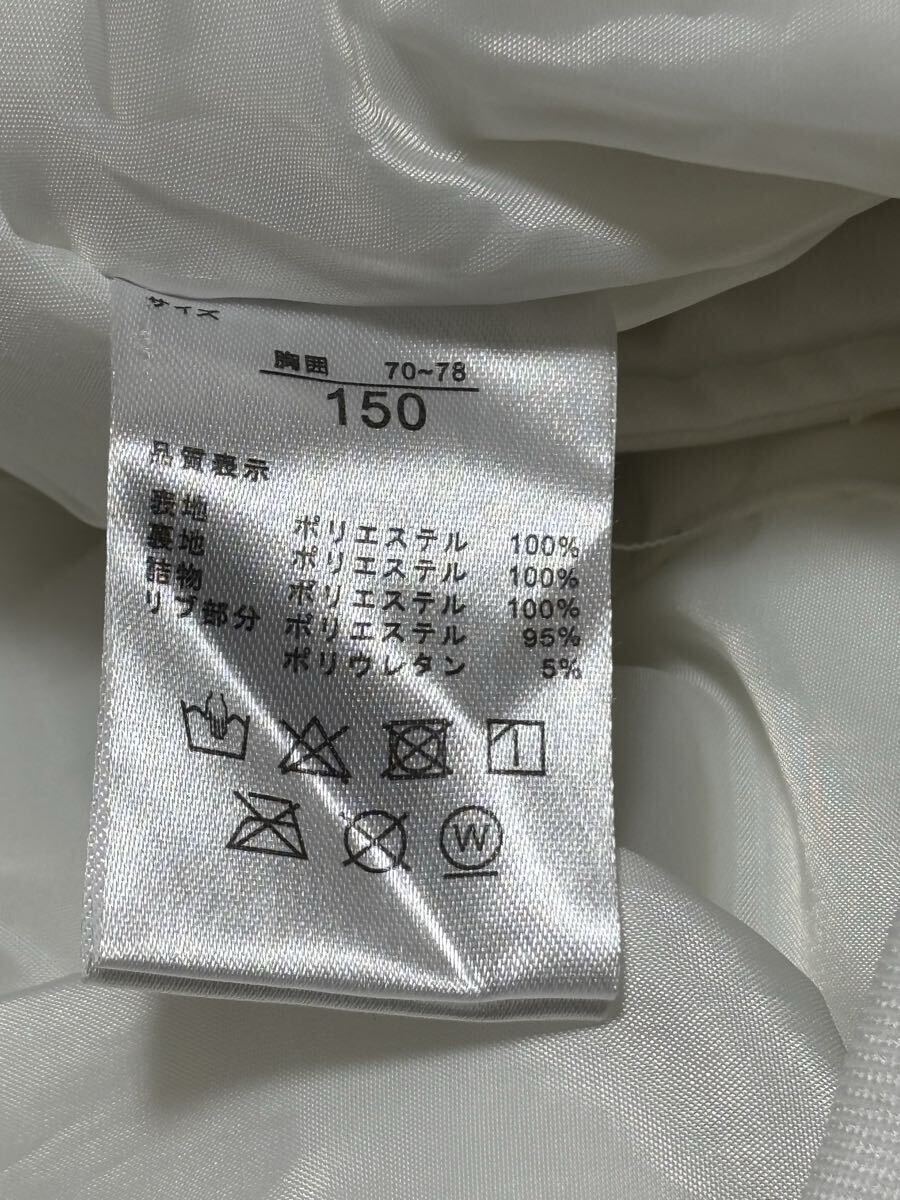 サイズ
胸囲 70~78
150
品質表示
表地 ポリエステル 100%
裏地 ポリエステル 100%
詰物 ポリエステル 100%
リブ部分 ポリエステル 95%
ポリウレタン 5%
W